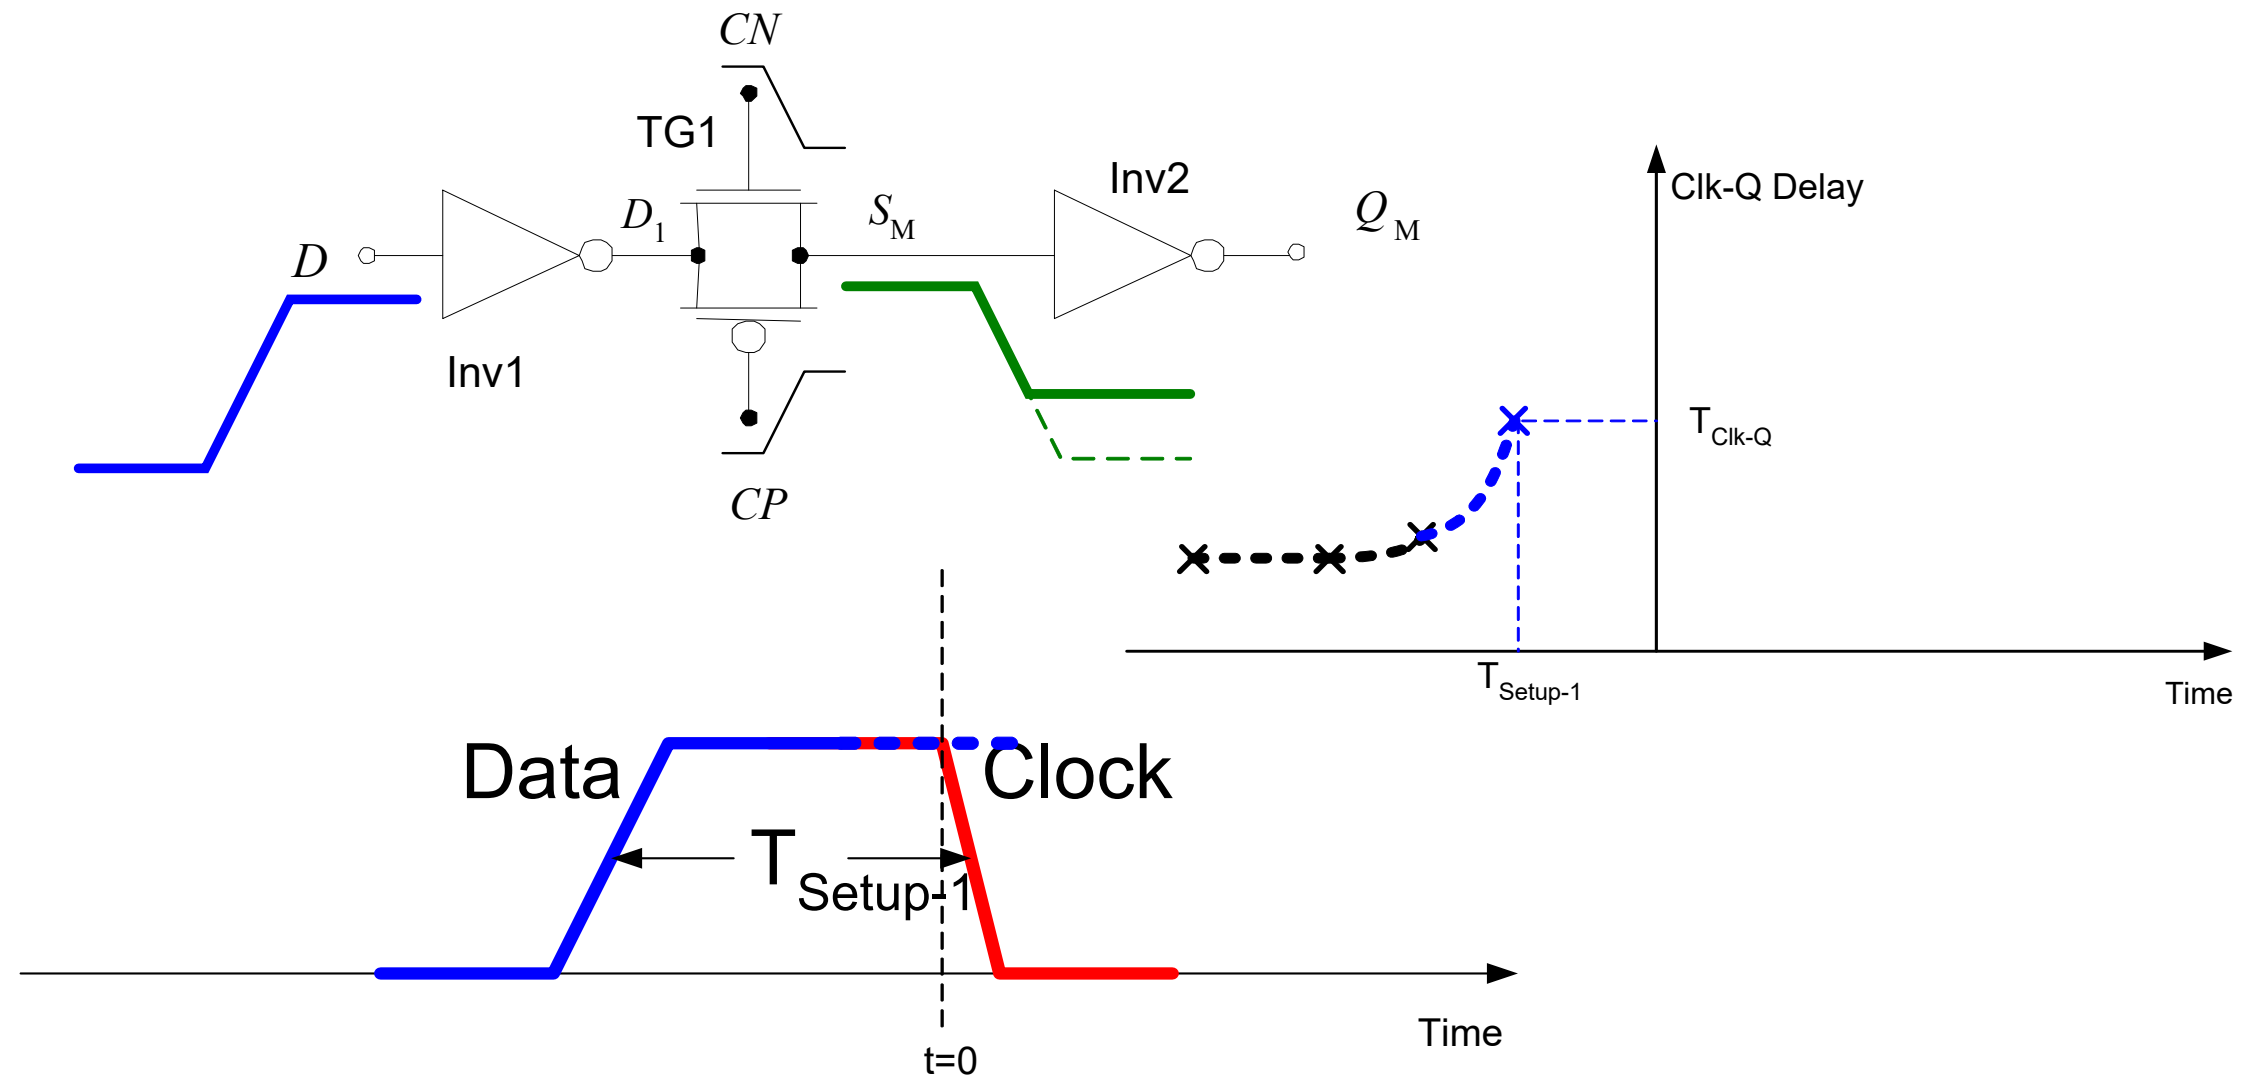 CN
TG1
Inv2
Clk-Q Delay
D
D1
SM
QM
Inv1
TClk-Q
CP
TSetup-1
Time
Data
Clock
TSetup-1
Time
t=0